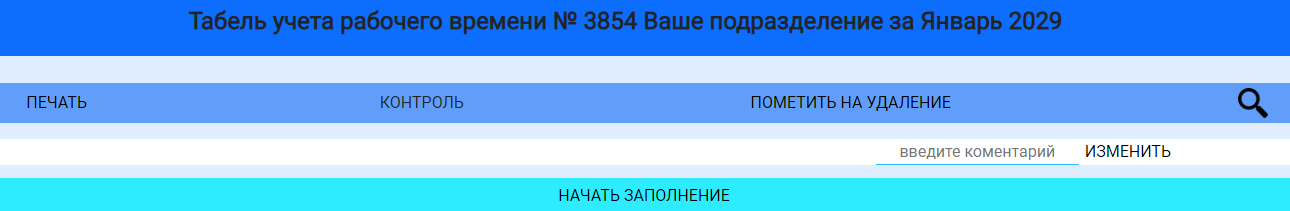 Табель учета рабочего времени № 3854 Ваше подразделение за Январь 2029
ПЕЧАТЬ КОНТРОЛЬ ПОМЕТИТЬ НА УДАЛЕНИЕ
введите коментарий ИЗМЕНИТЬ
НАЧАТЬ ЗАПОЛНЕНИЕ